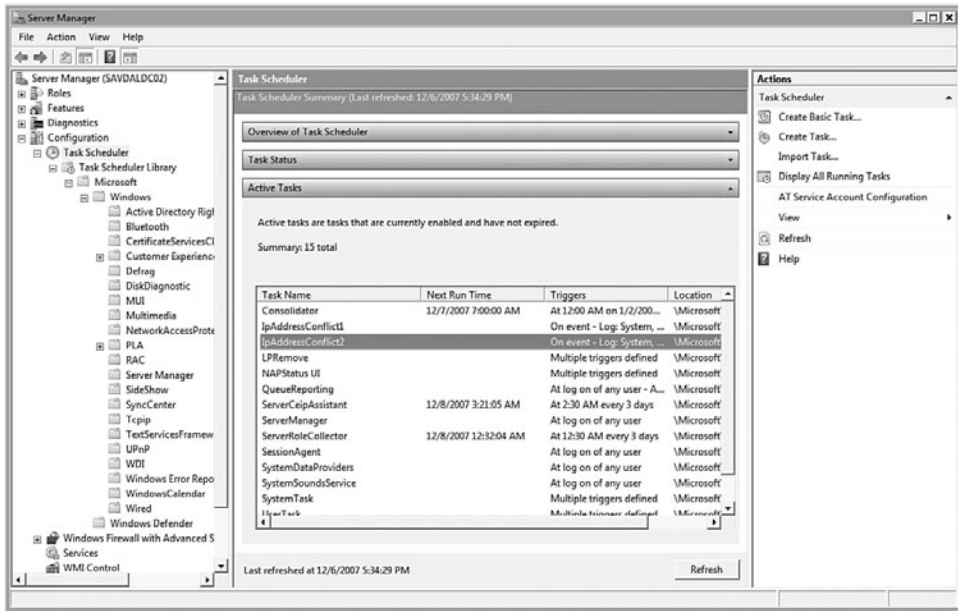 Server Manager
File Action View Help
Server Manager (SAVDALDC02)
Roles
Features
Diagnostics
Configuration
Task Scheduler
Task Scheduler Library
Microsoft
Windows
Active Directory Righ
Bluetooth
CertificateServicesCl
Customer Experience
Defrag
DiskDiagnostic
MUI
Multimedia
NetworkAccessProte
PLA
RAC
Server Manager
SideShow
SyncCenter
Tcpip
TextServicesFramew
UPnP
WDI
Windows Error Repo
WindowsCalendar
Wired
Windows Defender
Windows Firewall with Advanced S
Services
WMI Control
Task Scheduler
Task Scheduler Summary (Last refreshed: 12/6/2007 5:34:29 PM)
Overview of Task Scheduler
Task Status
Active Tasks
Active tasks are tasks that are currently enabled and have not expired.
Summary: 15 total
Task Name Next Run Time Triggers Location
Consolidator 12/7/2007 7:00:00 AM At 12:00 AM on 1/2/200... \Microsoft
IpAddressConflict1 On event - Log: System, ... \Microsoft
IpAddressConflict2 On event - Log: System, ... \Microsoft
LPRemove Multiple triggers defined \Microsoft
NAPStatus UI Multiple triggers defined \Microsoft
QueueReporting At log on of any user - A... \Microsoft
ServerCeipAssistant 12/8/2007 3:21:05 AM At 2:30 AM every 3 days \Microsoft
ServerManager At log on of any user \Microsoft
ServerRoleCollector 12/8/2007 12:32:04 AM At 12:30 AM every 3 days \Microsoft
SessionAgent At log on of any user \Microsoft
SystemDataProviders At log on of any user \Microsoft
SystemSoundsService At log on of any user \Microsoft
SystemTask Multiple triggers defined \Microsoft
UserTask Multiple triggers defined \Microsoft
Last refreshed at 12/6/2007 5:34:29 PM
Refresh
Actions
Task Scheduler
Create Basic Task...
Create Task...
Import Task...
Display All Running Tasks
AT Service Account Configuration
View
Refresh
Help